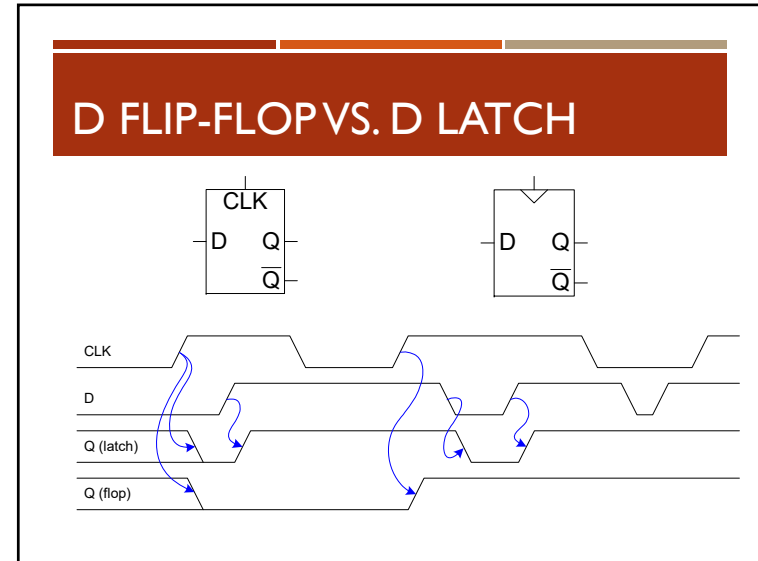 D FLIP-FLOP VS. D LATCH
CLK
D Q
Q̅
D Q
Q̅
CLK
D
Q (latch)
Q (flop)